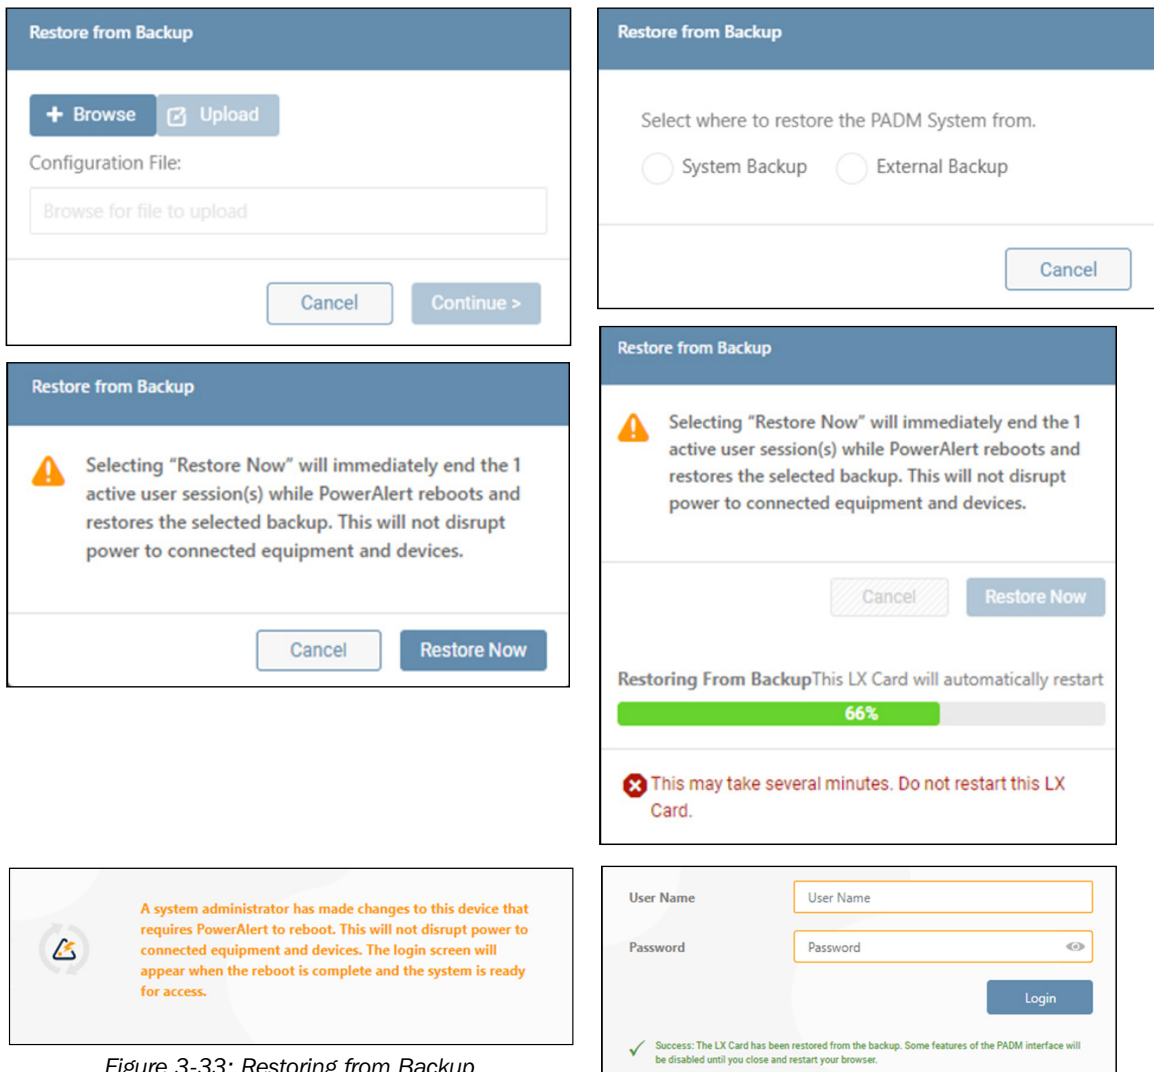 Restore from Backup
+ Browse
Upload
Configuration File:
Browse for file to upload
Cancel
Continue >
Restore from Backup
Select where to restore the PADM System from.
System Backup
External Backup
Cancel
Restore from Backup
Selecting “Restore Now” will immediately end the 1
active user session(s) while PowerAlert reboots and
restores the selected backup. This will not disrupt
power to connected equipment and devices.
Cancel
Restore Now
Restore from Backup
Selecting “Restore Now” will immediately end the 1
active user session(s) while PowerAlert reboots and
restores the selected backup. This will not disrupt
power to connected equipment and devices.
Cancel
Restore Now
Restoring From BackupThis LX Card will automatically restart
66%
This may take several minutes. Do not restart this LX
Card.
A system administrator has made changes to this device that
requires PowerAlert to reboot. This will not disrupt power to
connected equipment and devices. The login screen will
appear when the reboot is complete and the system is ready
for access.
User Name
User Name
Password
Password
Login
Success: The LX Card has been restored from the backup. Some features of the PADM interface will
be disabled until you close and restart your browser.
Figure 3-33: Restoring from Backup